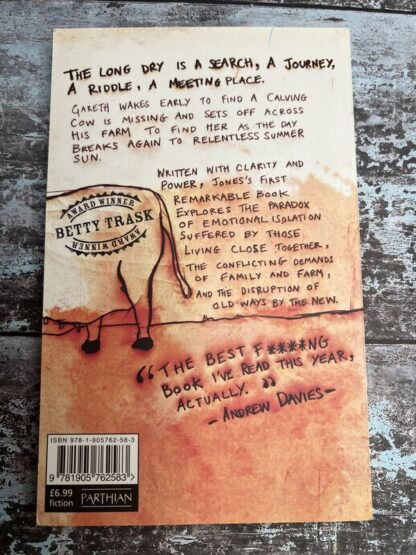 THE LONG DRY IS A SEARCH, A JOURNEY,
A RIDDLE, A MEETING PLACE.
GARETH WAKES EARLY TO FIND A CALVING
COW IS MISSING AND SETS OFF ACROSS
HIS FARM TO FIND HER AS THE DAY
BREAKS AGAIN TO RELENTLESS SUMMER
SUN.
WRITTEN WITH CLARITY AND
POWER, JONES'S FIRST
REMARKABLE BOOK
EXPLORES THE PARADOX
OF EMOTIONAL ISOLATION
SUFFERED BY THOSE
LIVING CLOSE TOGETHER,
THE CONFLICTING DEMANDS
OF FAMILY AND FARM,
AND THE DISRUPTION OF
OLD WAYS BY THE NEW.
AWARD WINNER
BETTY TRASK
AWARD WINNER
"THE BEST F****NG
BOOK I'VE READ THIS YEAR,
ACTUALLY."
- ANDREW DAVIES -
ISBN 978-1-905762-58-3
9 781905 762583 >
£6.99
fiction
PARTHIAN